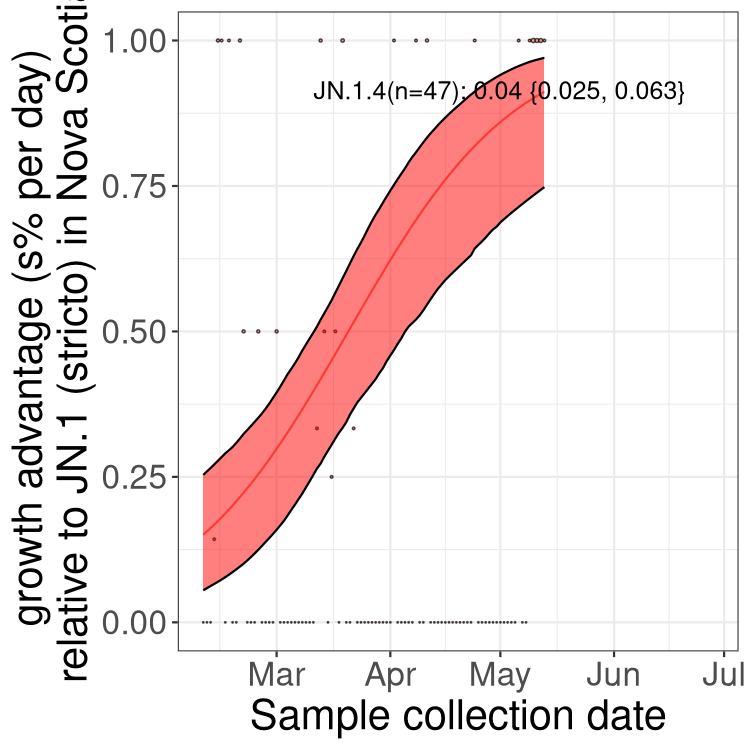 growth advantage (s% per day)
relative to JN.1 (stricto) in Nova Scotia
1.00
0.75
0.50
0.25
0.00
JN.1.4(n=47): 0.04 {0.025, 0.063}
Mar Apr May Jun Jul
Sample collection date